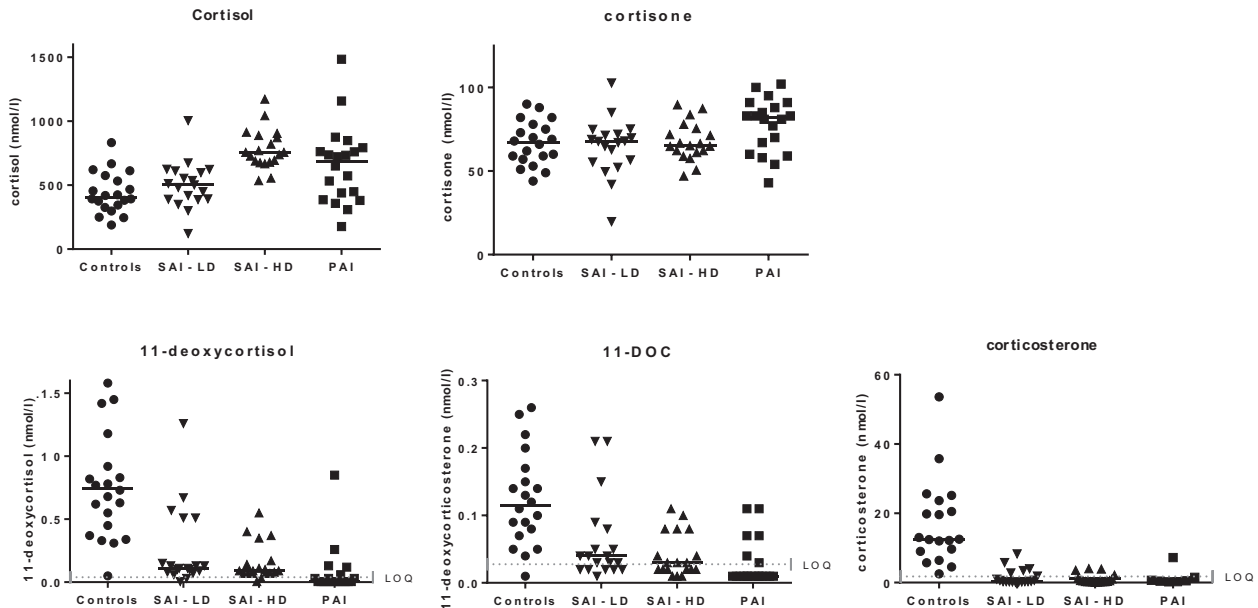 Cortisol
cortisol (nmol/l)
1500
1000
500
0
Controls SAI-LD SAI-HD PAI
cortisone
cortisone (nmol/l)
100
50
0
Controls SAI-LD SAI-HD PAI
11-deoxycortisol
11-deoxycortisol (nmol/l)
1.5
1 0
0.5
0.0
LOQ
Controls SAI-LD SAI-HD PAI
11-DOC
11-deoxycorticosterone (nmol/l)
0.3
0.2
0.1
0.0
LOQ
Controls SAI-LD SAI-HD PAI
corticosterone
corticosterone (nmol/l)
60
40
20
0
LOQ
Controls SAI-LD SAI-HD PAI